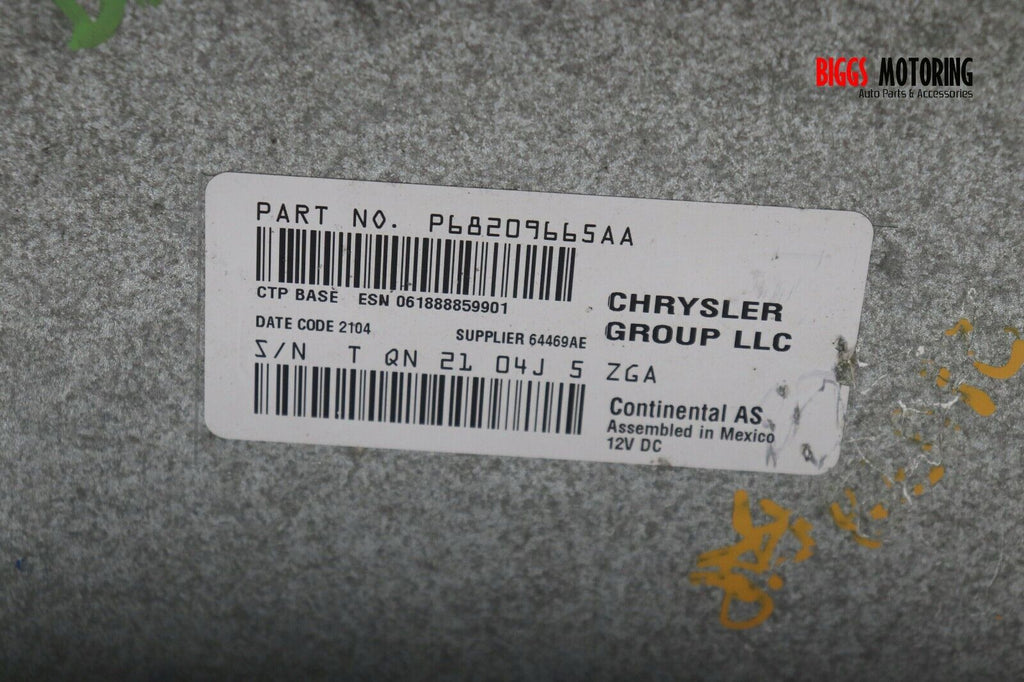 BIGGS MOTORING
Auto Parts & Accessories
PART NO. P68209665AA
CTP BASE ESN 061888859901
DATE CODE 2104
SUPPLIER 64469AE
S/N T QN 21 04J 5
CHRYSLER
GROUP LLC
ZGA
Continental AS
Assembled in Mexico
12V DC